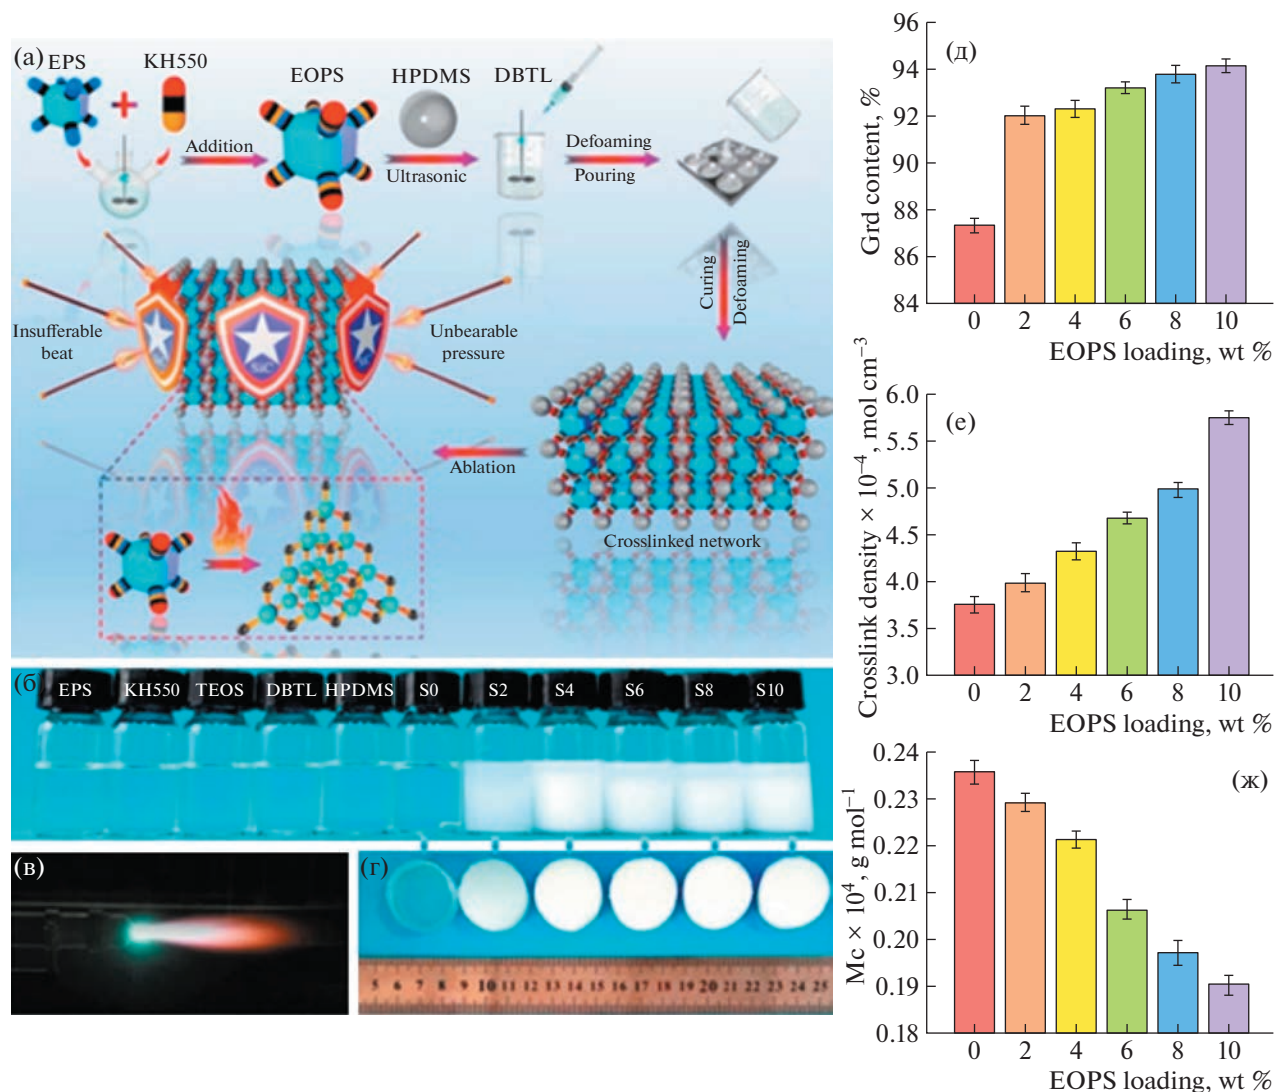 (а)
EPS
KH550
EOPS
HPDMS
DBTL
Addition
Ultrasonic
Defoaming
Pouring
Curing
Defoaming
Insufferable
beat
Unbearable
pressure
SiC
Ablation
Crosslinked network
(б
EPS KH550 TEOS DBTL HPDMS S0 S2 S4 S6 S8 S10
(в)
(г)
5 6 7 8 9 10 11 12 13 14 15 16 17 18 19 20 21 22 23 24 25
(д)
Grd content, %
96
94
92
90
88
86
84
0 2 4 6 8 10
EOPS loading, wt %
(е)
Crosslink density × 10⁻⁴, mol cm⁻³
6.0
5.5
5.0
4.5
4.0
3.5
3.0
0 2 4 6 8 10
EOPS loading, wt %
(ж)
Mc × 10⁴, g mol⁻¹
0.24
0.23
0.22
0.21
0.20
0.19
0.18
0 2 4 6 8 10
EOPS loading, wt %